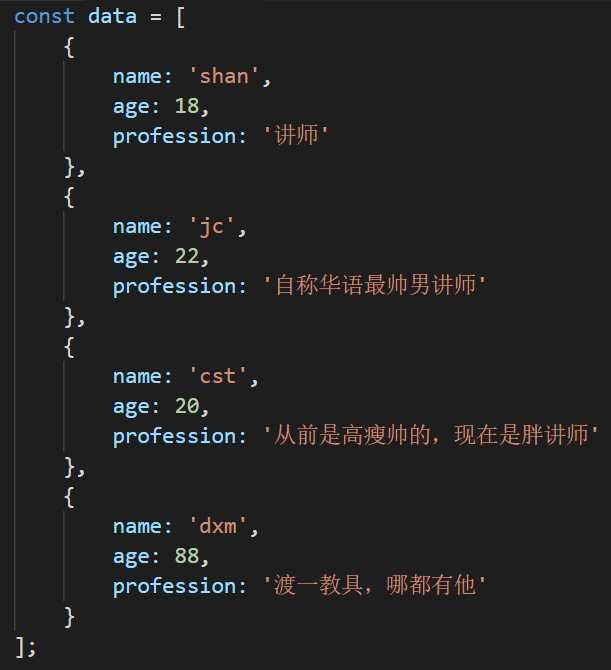 const data = [
    {
        name: 'shan',
        age: 18,
        profession: '讲师'
    },
    {
        name: 'jc',
        age: 22,
        profession: '自称华语最帅男讲师'
    },
    {
        name: 'cst',
        age: 20,
        profession: '从前是高瘦帅的，现在是胖讲师'
    },
    {
        name: 'dxm',
        age: 88,
        profession: '渡一教具，哪都有他'
    }
];